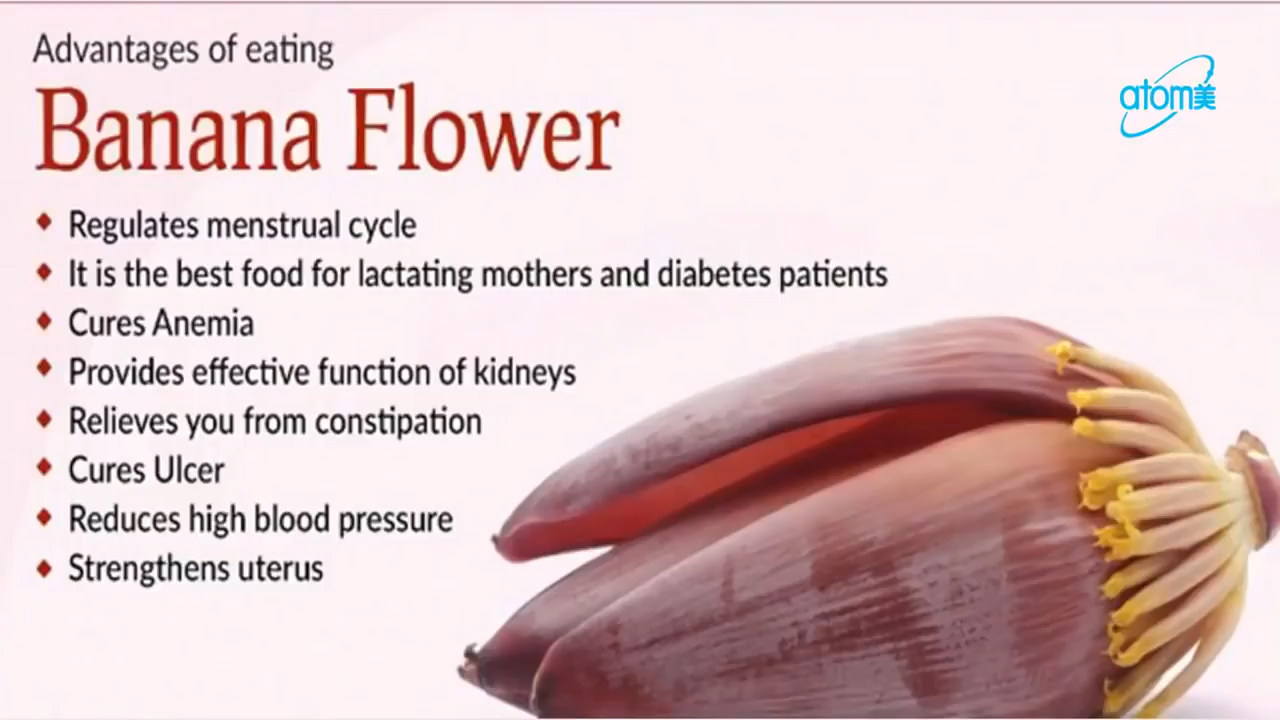 Advantages of eating
Banana Flower
atom美
Regulates menstrual cycle
It is the best food for lactating mothers and diabetes patients
Cures Anemia
Provides effective function of kidneys
Relieves you from constipation
Cures Ulcer
Reduces high blood pressure
Strengthens uterus